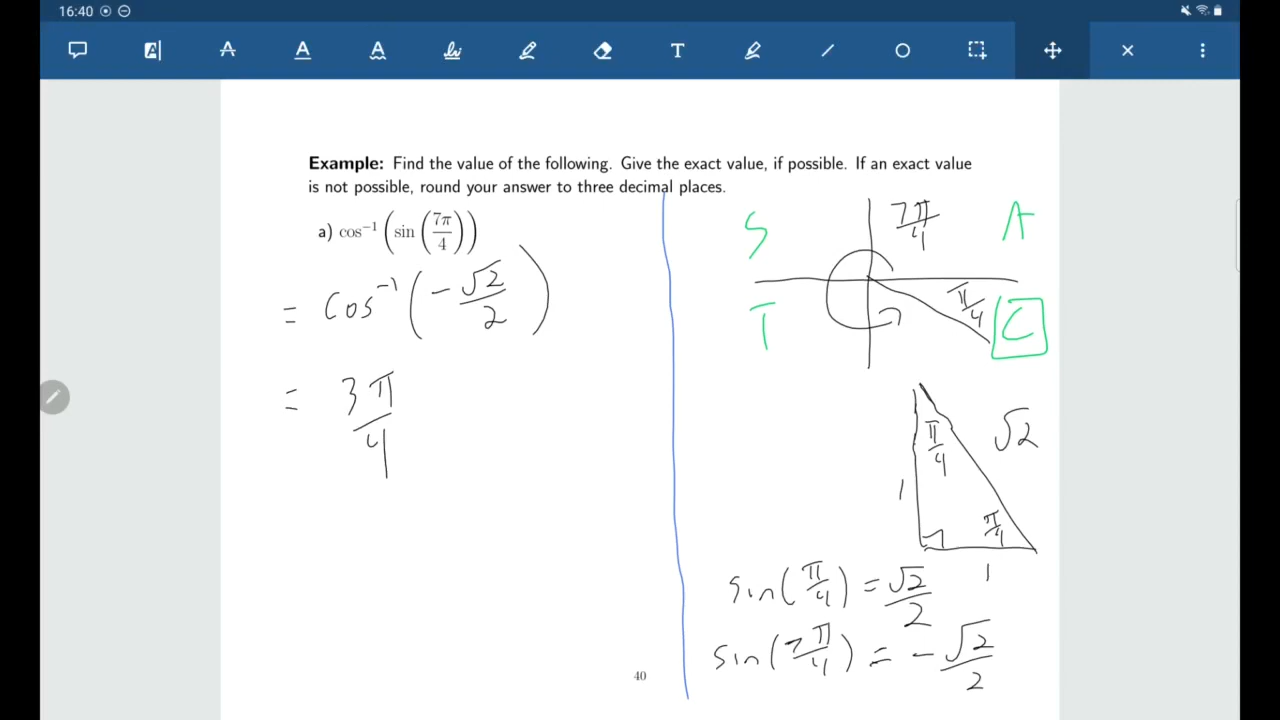 16:40
A T
Example: Find the value of the following. Give the exact value, if possible. If an exact value
is not possible, round your answer to three decimal places.
a) cos⁻¹(sin(7π/4))
= cos⁻¹(-√2/2)
= 3π/4
S 7π/4 A
T π/4 C
π/4 √2
1 π/4
1
sin(π/4) = √2/2
sin(7π/4) = -√2/2
40